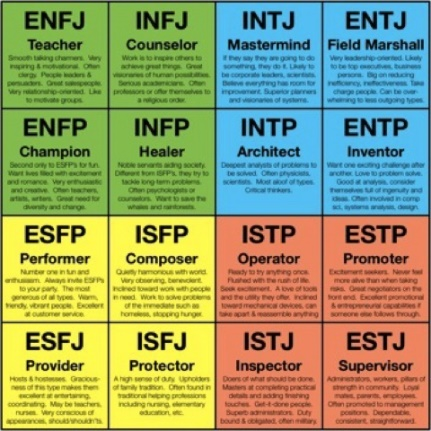 ENFJ
Teacher
Smooth talking charmers. Very
inspiring & motivational. Often
clergy. People leaders &
persuaders. Great salespeople.
Very relationship-oriented. Like
to motivate groups.
INFJ
Counselor
Work is to inspire others to
achieve great things. Great
visionaries of human possibilities.
Serious academicians. Often
professors or offer themselves to
a religious order.
INTJ
Mastermind
If they say they are going to do
something, they do it. Likely to
be corporate leaders, scientists.
Believe everything has room for
improvement. Superior planners
and visionaries of systems.
ENTJ
Field Marshall
Very leadership oriented. Likely
to be top executives, business
persons. Big on reducing
inefficiency, ineffectiveness. Take
charge people. Can be over-
whelming to less outgoing types.
ENFP
Champion
Second only to ESFP's for fun.
Want lives filled with excitement
and romance. Very enthusiastic
and creative. Often teachers,
artists, writers. Great need for
diversity and change.
INFP
Healer
Noble servants aiding society.
Different from ISFP's, they try to
tackle long-term problems.
Often psychologists or
counselors. Want to save the
whales and rainforests.
INTP
Architect
Deepest analysts of problems to
be solved. Often physicists,
scientists. Most aloof of types.
Critical thinkers.
ENTP
Inventor
Want one exciting challenge after
another. Love to problem solve.
Good at analysis, consider
themselves full of ingenuity and
ideas. Often involved in comp
sci, systems analysis, design.
ESFP
Performer
Number one in fun and
enthusiasm. Always invite ESFP's
to your party. The most
generous of all types. Warm,
friendly, vibrant people. Excellent
at customer service.
ISFP
Composer
Quietly harmonious with world.
Very observing, benevolent.
Inclined toward work with people
in need. Work to solve problems
of the immediate such as
homeless, stopping hunger.
ISTP
Operator
Ready to try anything once.
Flushed with the rush of life.
Seek excitement. A love of tools
and the utility they offer. Inclined
toward mechanical devices, can
take apart & reassemble anything
ESTP
Promoter
Excitement seekers. Never feel
more alive than when taking
risks. Great negotiators on the
front end. Excellent promotional
& entrepreneurial capabilities if
someone else follows through.
ESFJ
Provider
Hosts & hostesses. Gracious-
ness of this type makes them
excellent at entertaining,
coordinating. May be teachers,
nurses. Very conscious of
appearances, should/shouldn'ts.
ISFJ
Protector
A high sense of duty. Upholders
of family tradition. Often found in
traditional helping professions
including nursing, elementary
education, etc.
ISTJ
Inspector
Doers of what should be done.
Masters at completing practical
details and adding finishing
touches. Get-it-done people.
Superb administrators. Duty
bound & obligated, often military.
ESTJ
Supervisor
Administrators, workers, pillars of
strength in community. Loyal
mates, parents, employees.
Often promoted to management
positions. Dependable,
consistent, straightforward.